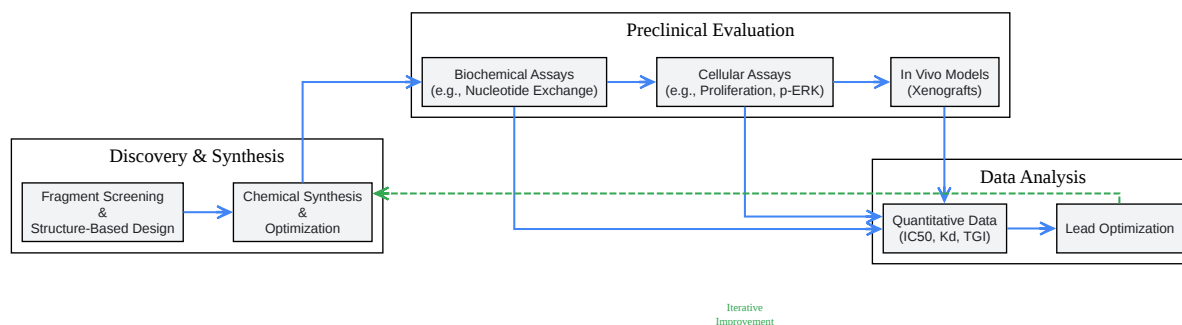 Preclinical Evaluation
Biochemical Assays
(e.g., Nucleotide Exchange)
Cellular Assays
(e.g., Proliferation, p-ERK)
In Vivo Models
(Xenografts)
Discovery & Synthesis
Fragment Screening
&
Structure-Based Design
Chemical Synthesis
&
Optimization
Data Analysis
Quantitative Data
(IC50, Kd, TGI)
Lead Optimization
Iterative
Improvement